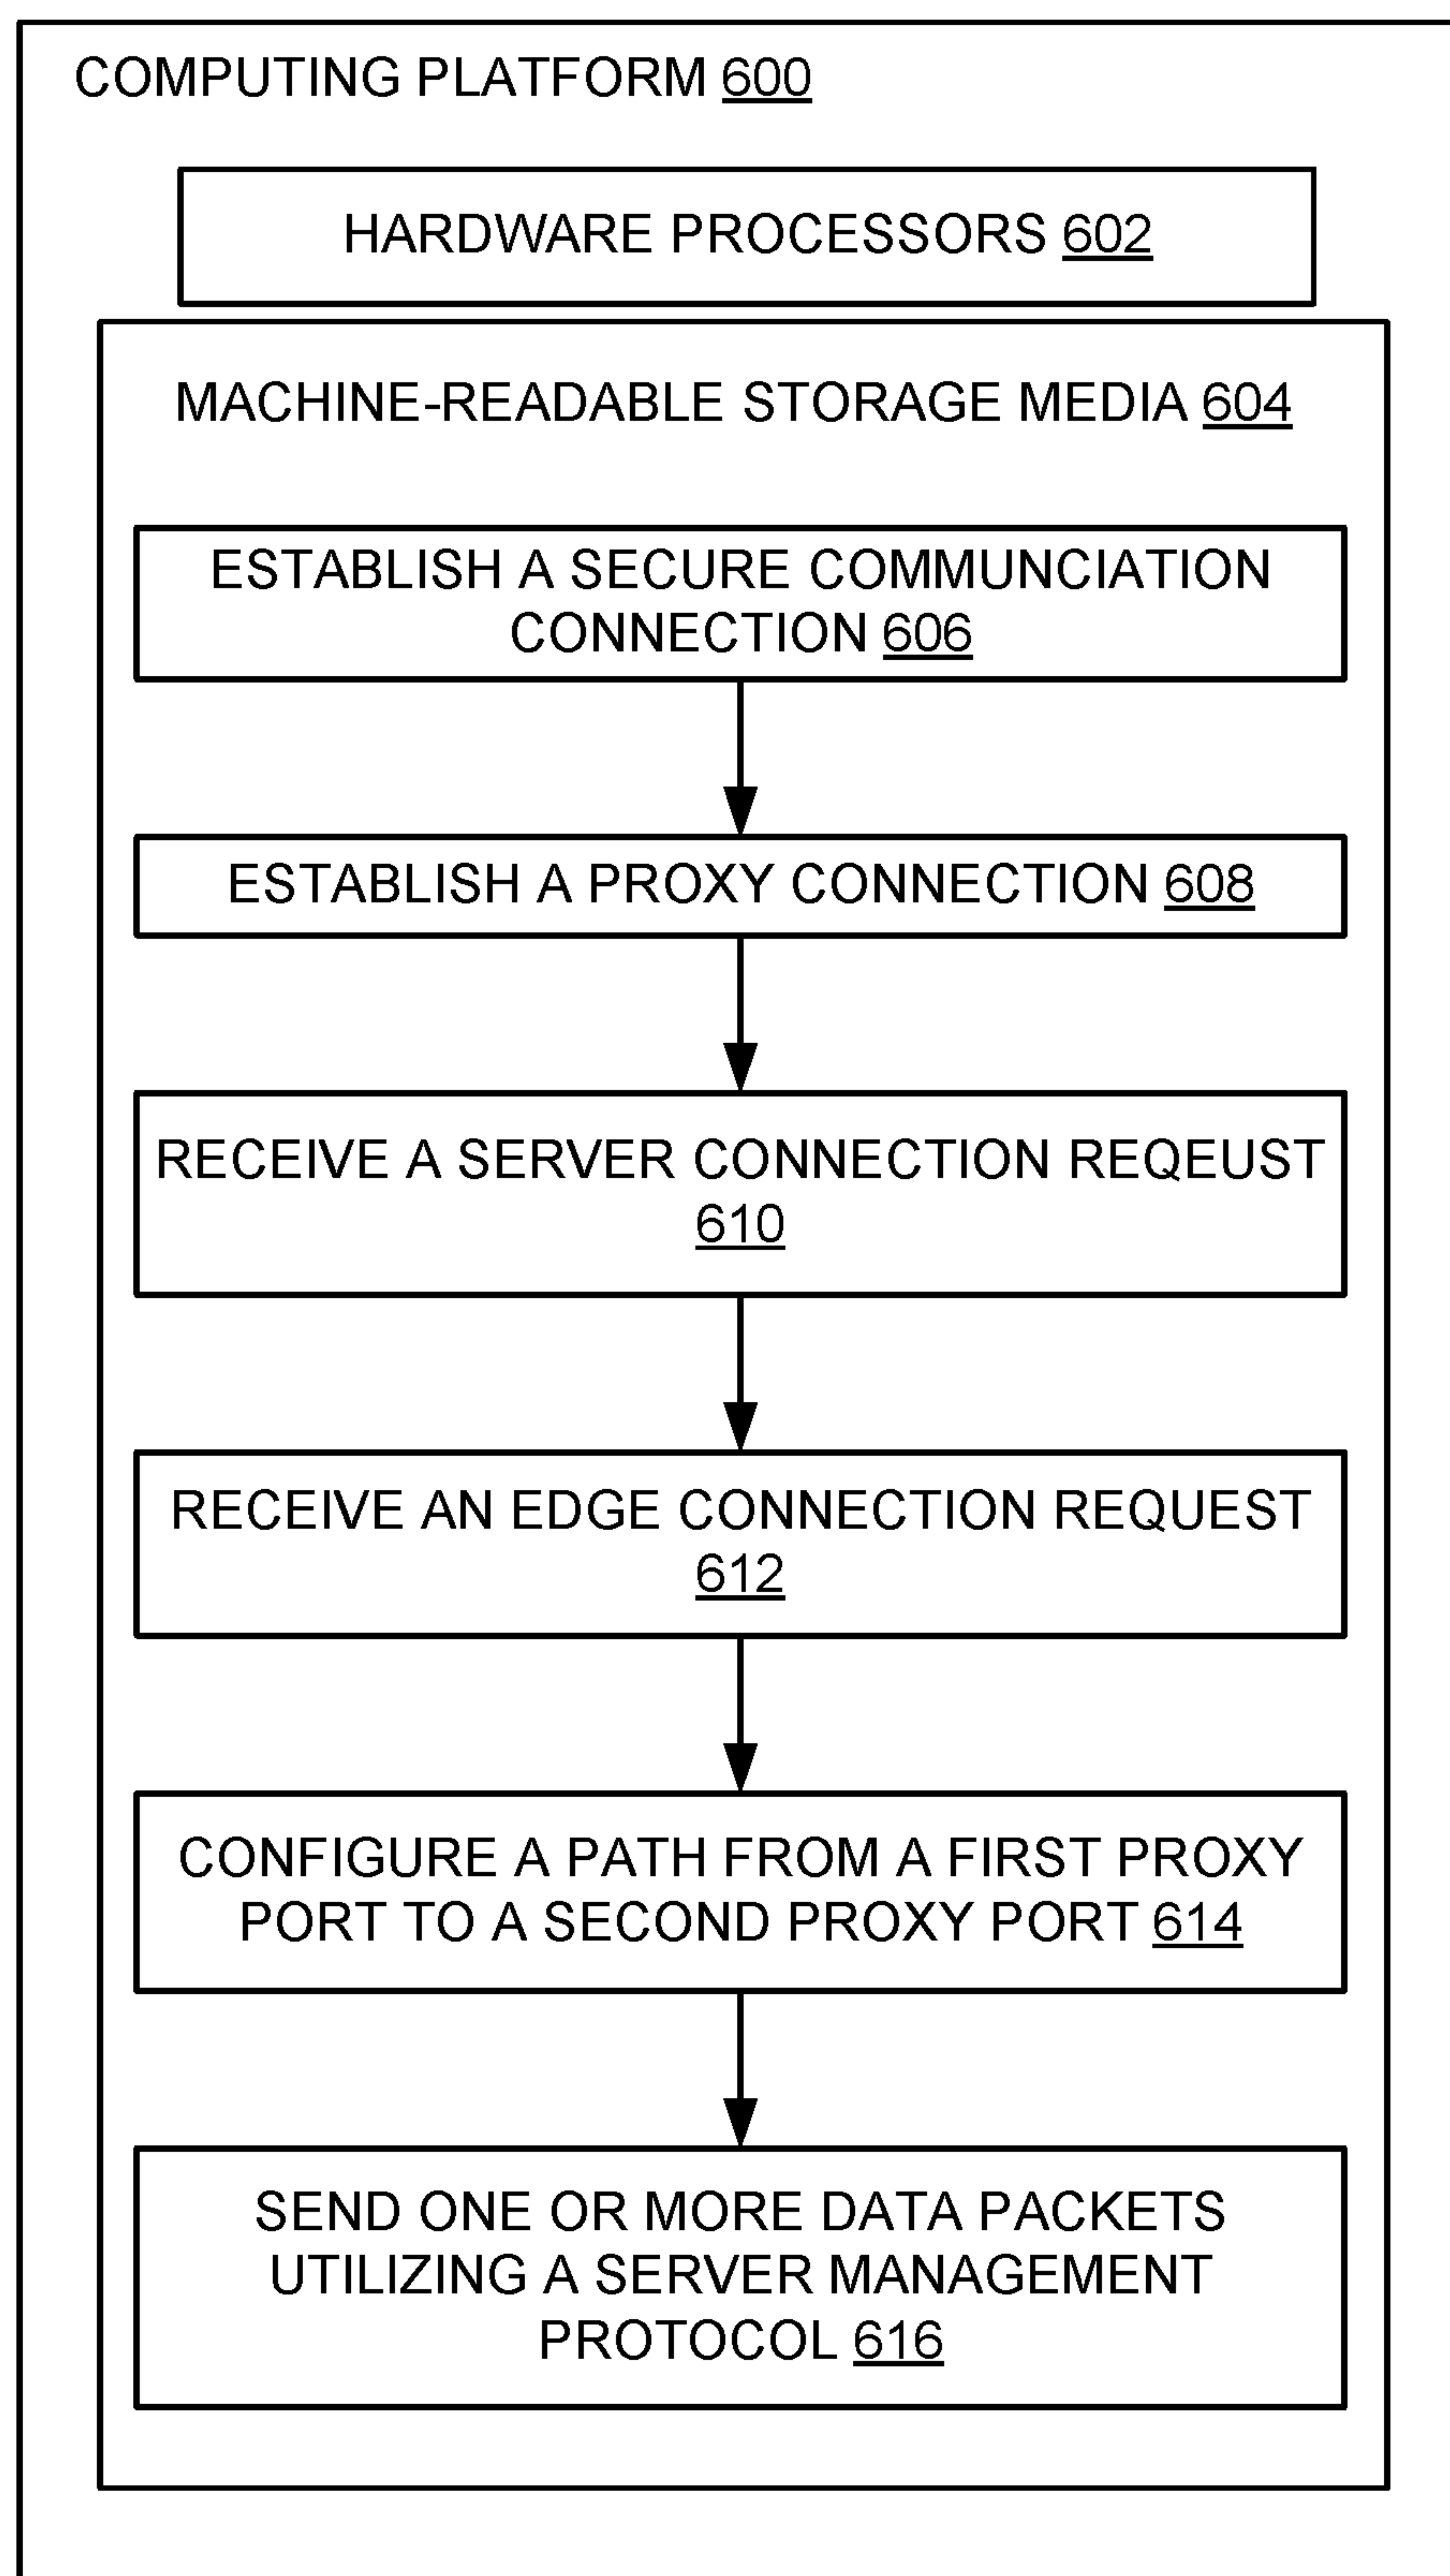 COMPUTING PLATFORM 600
HARDWARE PROCESSORS 602
MACHINE-READABLE STORAGE MEDIA 604
ESTABLISH A SECURE COMMUNCIATION
CONNECTION 606
ESTABLISH A PROXY CONNECTION 608
RECEIVE A SERVER CONNECTION REQEUST
610
RECEIVE AN EDGE CONNECTION REQUEST
612
CONFIGURE A PATH FROM A FIRST PROXY
PORT TO A SECOND PROXY PORT 614
SEND ONE OR MORE DATA PACKETS
UTILIZING A SERVER MANAGEMENT
PROTOCOL 616